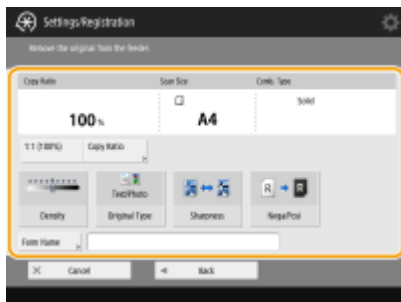 Settings/Registration
Remove the original from the feeder.
Copy Ratio Scan Size Comb. Type
100 % A4 Solid
1:1 (100%) Copy Ratio
Text/Photo
Density Original Type Sharpness Nega/Posi
Form Name
Cancel Back